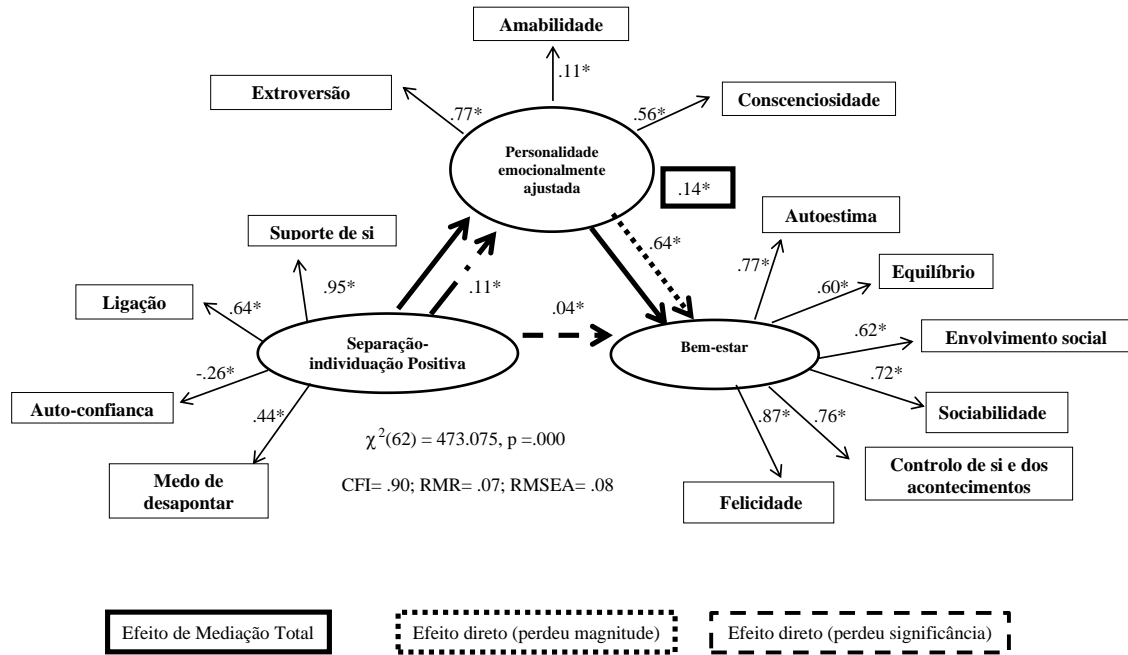 Amabilidade
.11*
Extroversão
.77*
.56*
Conscenciosidade
Personalidade
emocionalmente
ajustada
.14*
Suporte de si
.95*
Autoestima
.77*
.64*
Ligação
.64*
.11*
.04*
Equilíbrio
.60*
Separação-
individuação Positiva
Bem-estar
.62*
Envolvimento social
-.26*
Auto-confiança
.72*
Sociabilidade
.44*
Medo de
desapontar
χ²(62) = 473.075, p =.000
CFI= .90; RMR= .07; RMSEA= .08
.87*
.76*
Felicidade
Controlo de si e dos
acontecimentos
Efeito de Mediação Total
Efeito direto (perdeu magnitude)
Efeito direto (perdeu significância)